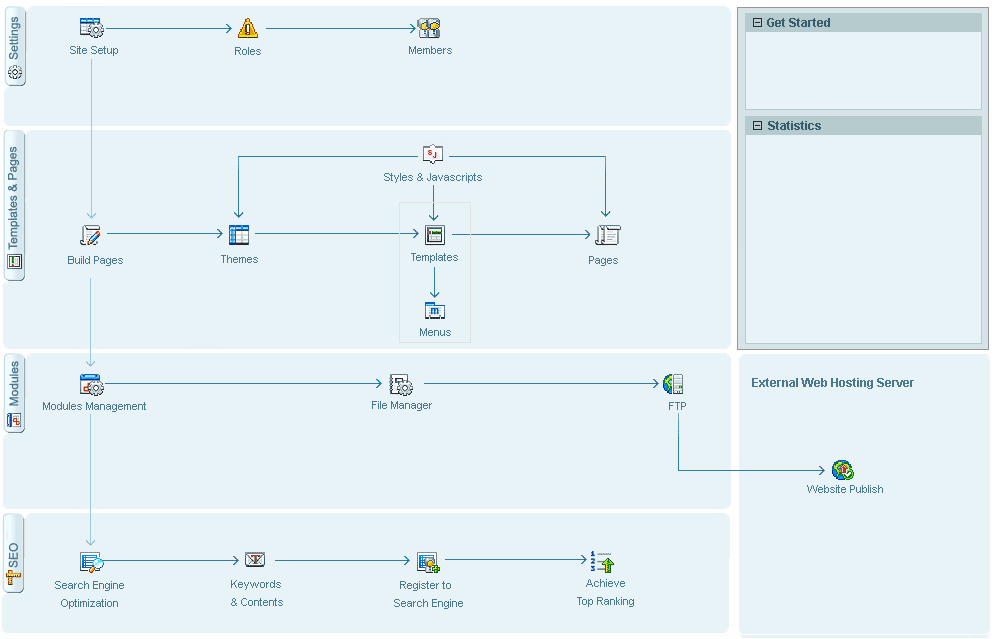 Settings
Site Setup
Roles
Members
Get Started
Statistics
Templates & Pages
Styles & Javascripts
Build Pages
Themes
Templates
Pages
Menus
Modules
Modules Management
File Manager
FTP
External Web Hosting Server
Website Publish
SEO
Search Engine
Optimization
Keywords
& Contents
Register to
Search Engine
Achieve
Top Ranking